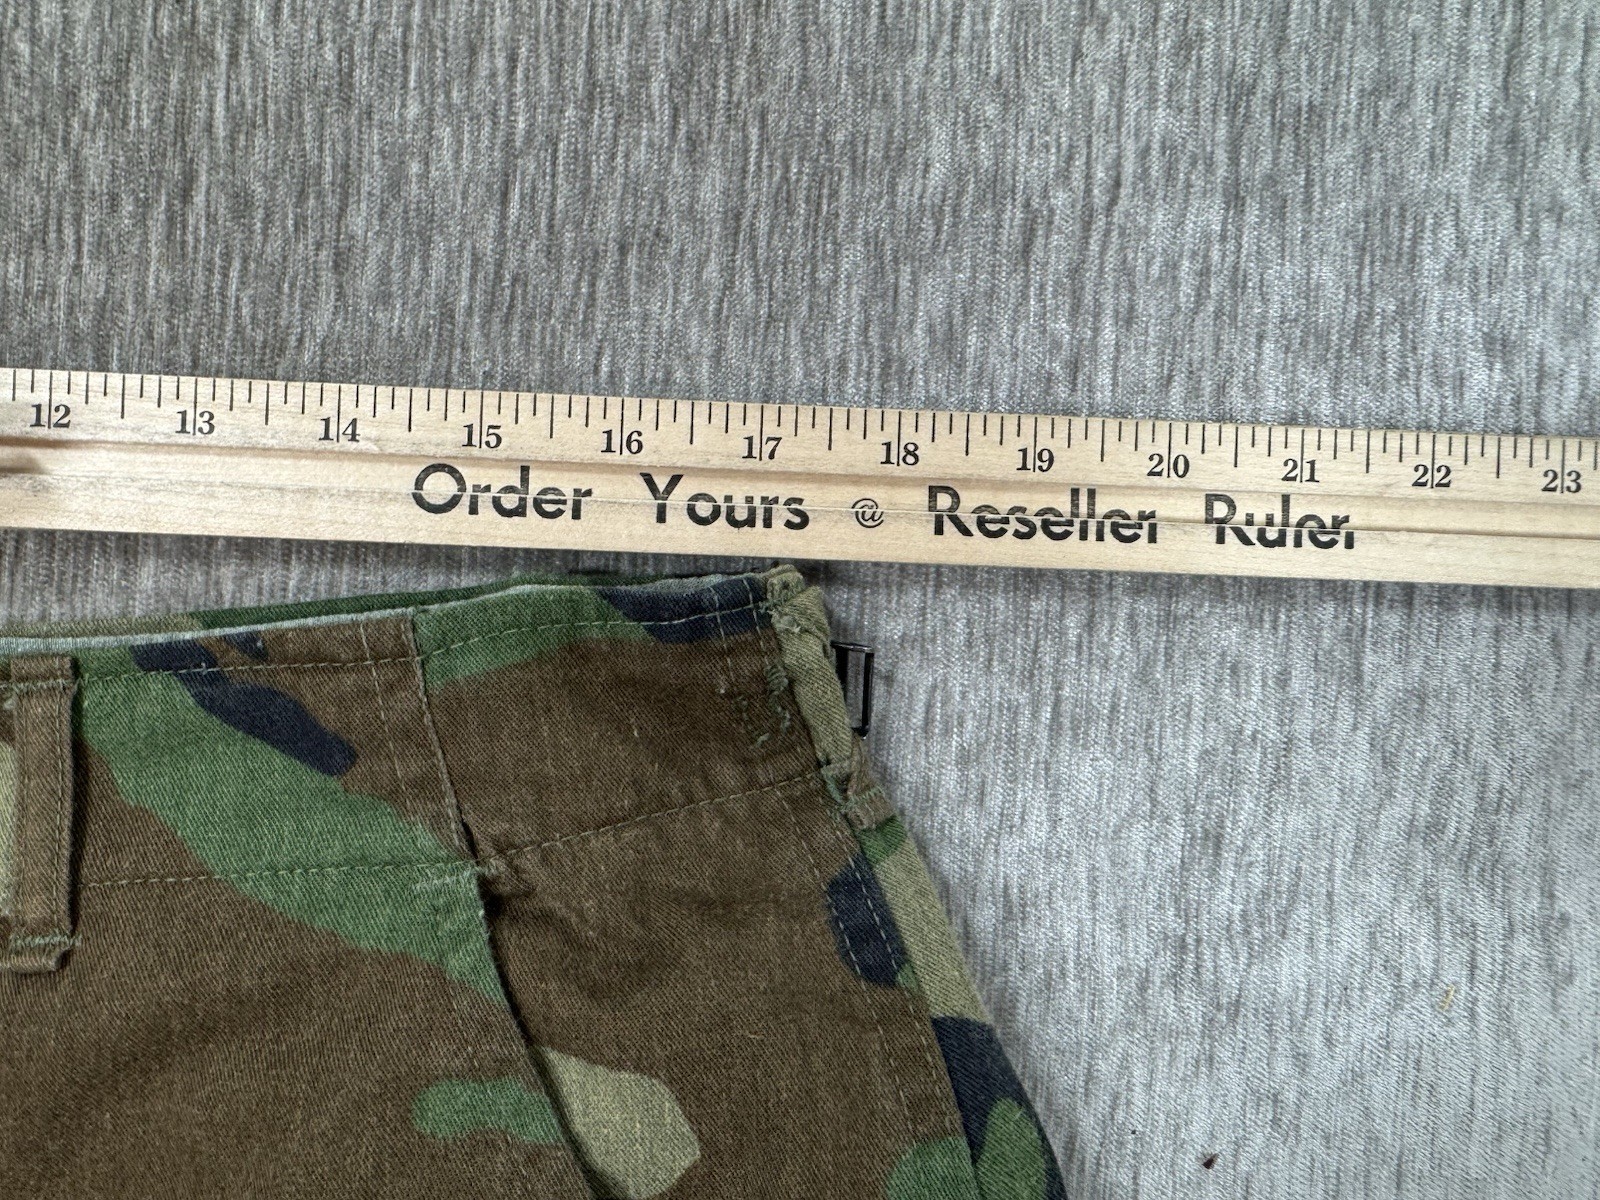 12 13 14 15 16 17 18 19 20 21 22 23
Order Yours @ Reseller Ruler